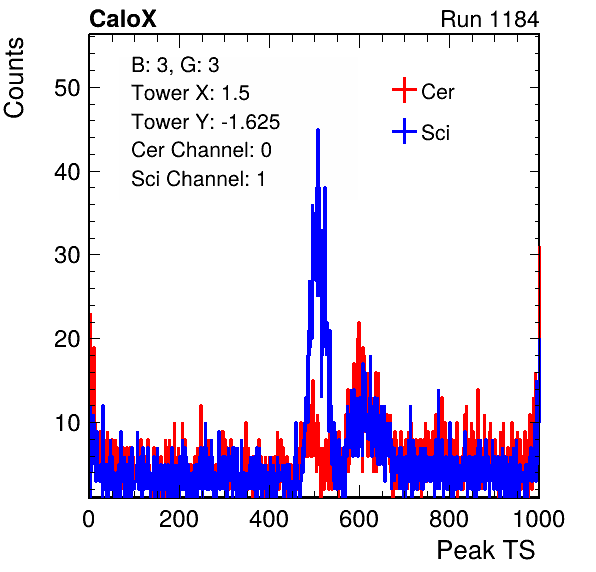 CaloX Run 1184
Counts
B: 3, G: 3
Tower X: 1.5
Tower Y: -1.625
Cer Channel: 0
Sci Channel: 1
Cer
Sci
50
40
30
20
10
0 200 400 600 800 1000
Peak TS